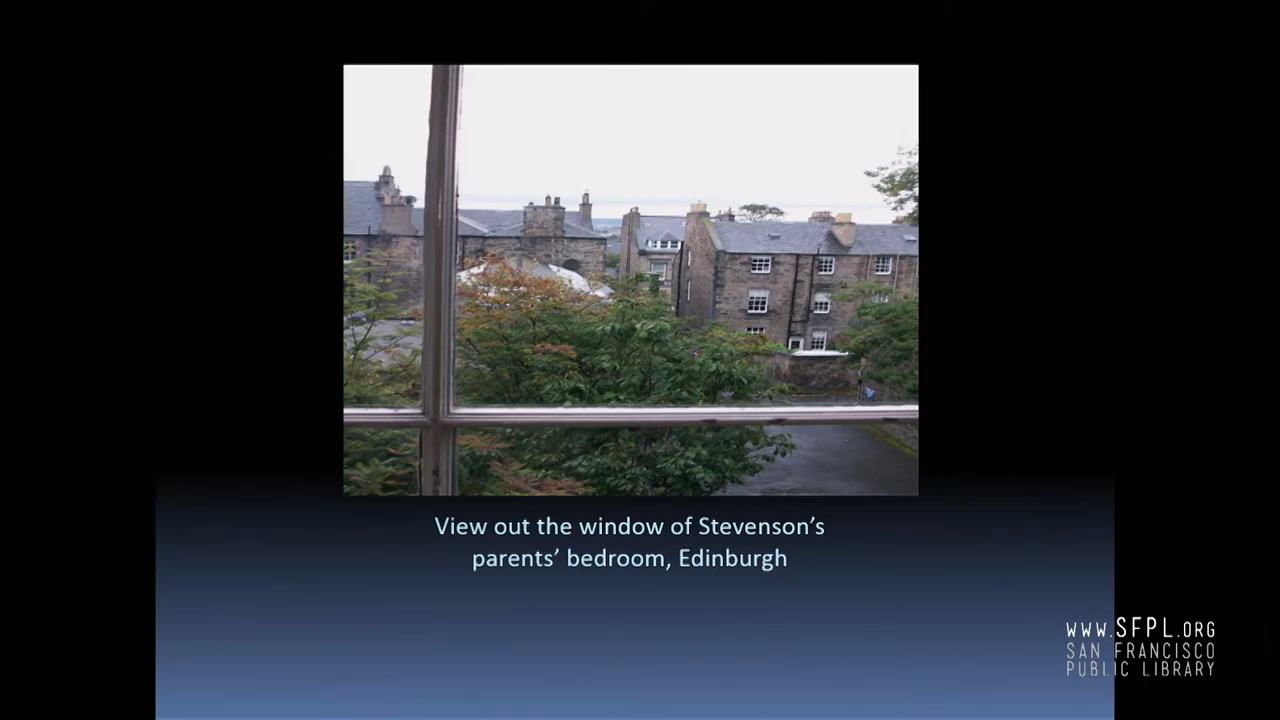 View out the window of Stevenson’s
parents’ bedroom, Edinburgh
WWW.SFPL.ORG
SAN FRANCISCO
PUBLIC LIBRARY